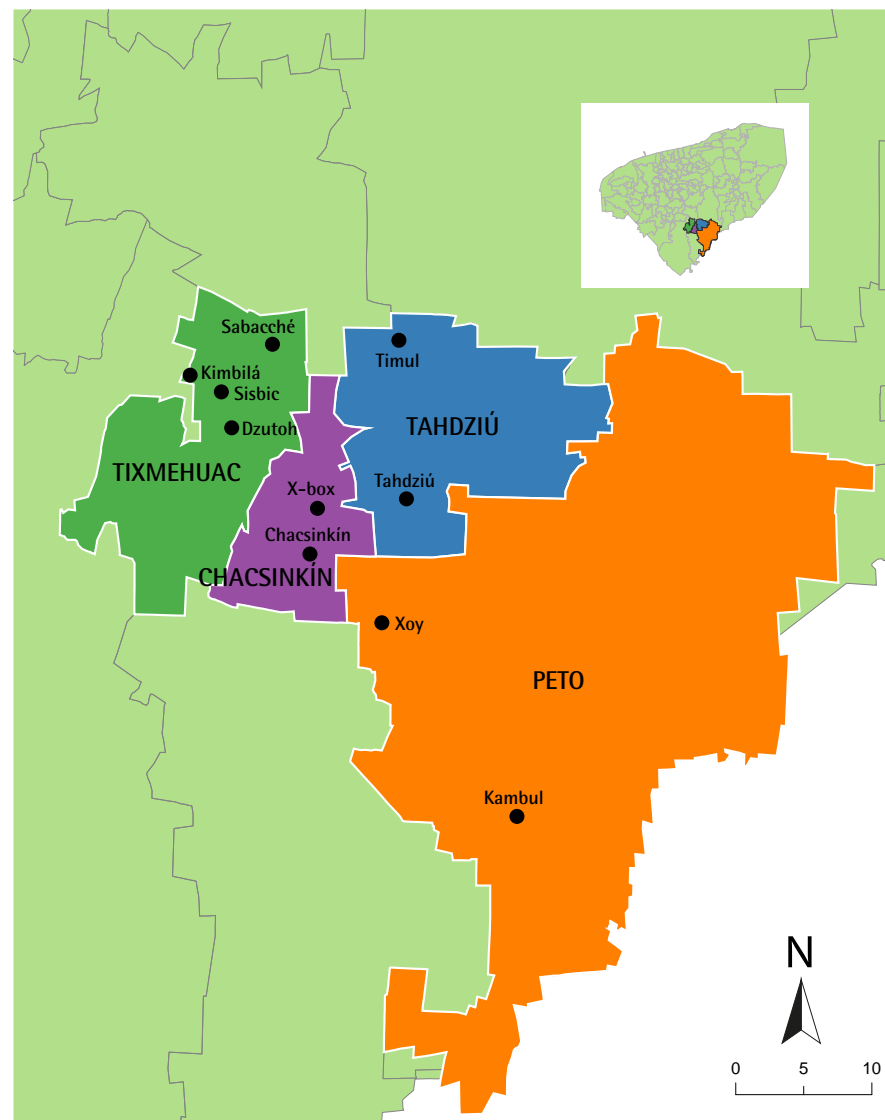 Sabacché
Timul
Kimbilá
Sisbic
Dzutoh
TAHDZIÚ
TIXMEHUAC
Tahdziú
X-box
Chacsinkín
CHACSINKÍN
Xoy
PETO
Kambul
N
0 5 10